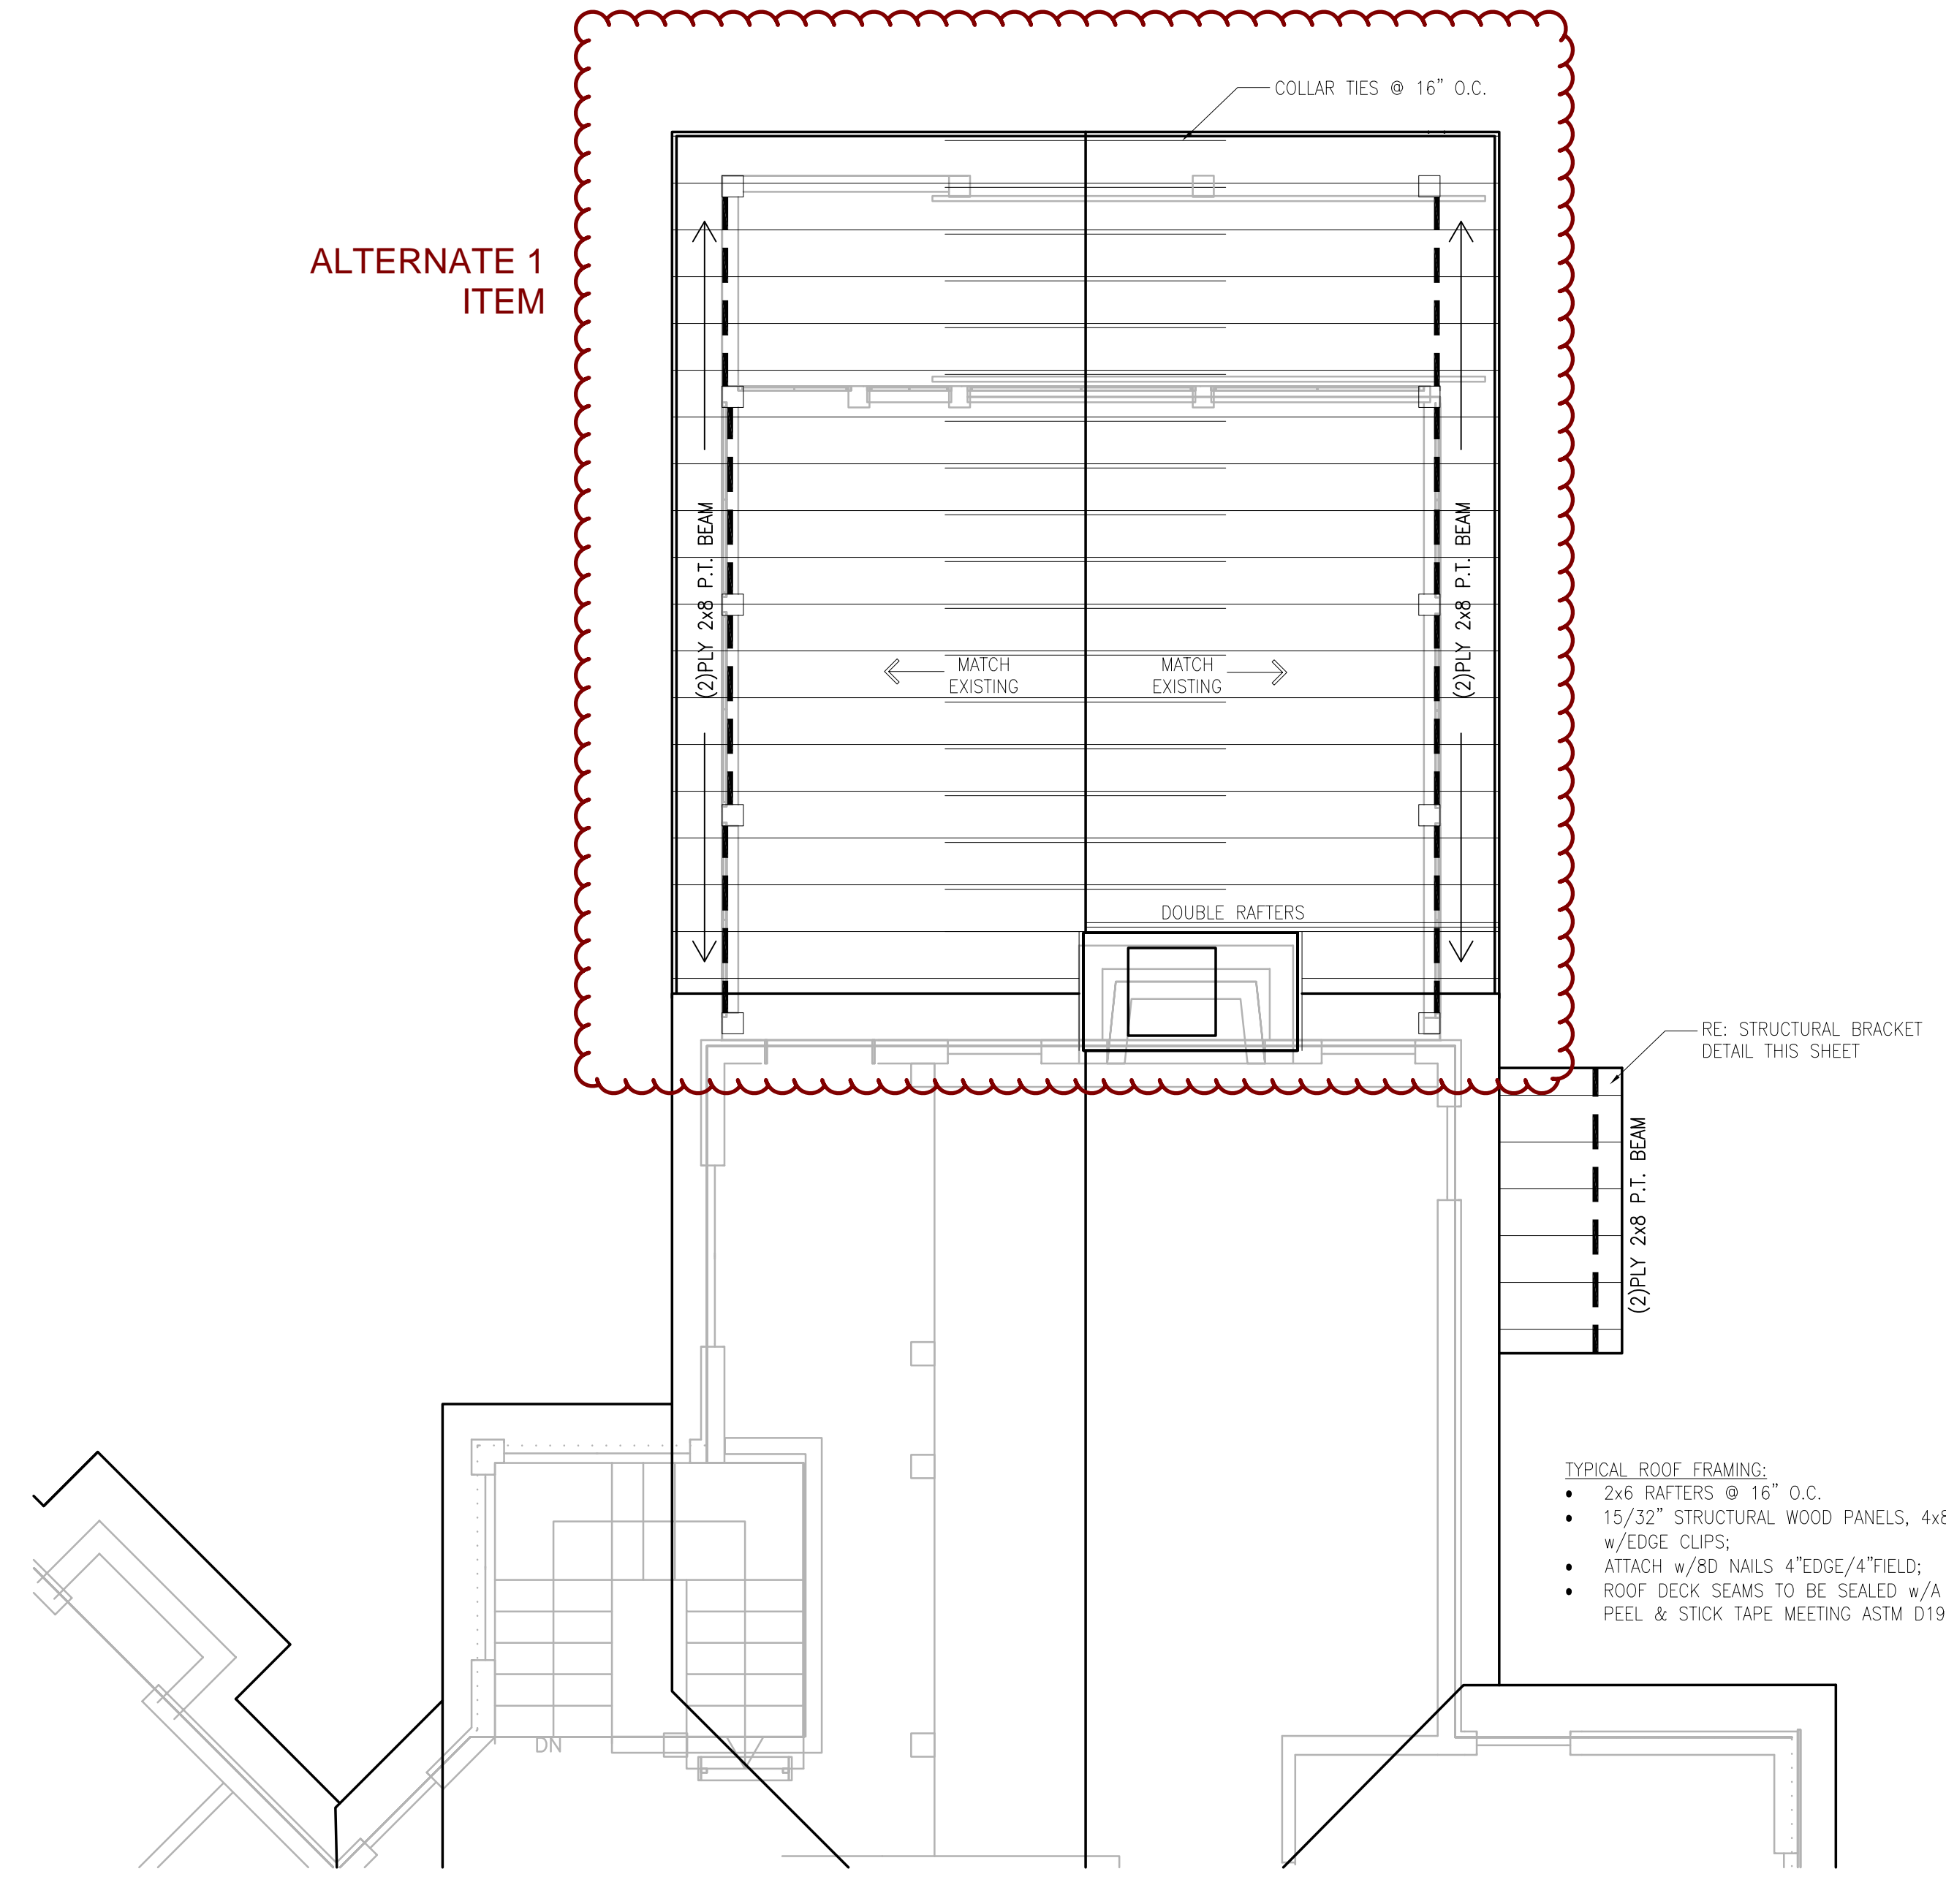 COLLAR TIES @ 16" O.C.
ALTERNATE 1
ITEM
(2)PLY 2x8 P.T. BEAM
(2)PLY 2x8 P.T. BEAM
MATCH
EXISTING
MATCH
EXISTING
DOUBLE RAFTERS
RE: STRUCTURAL BRACKET
DETAIL THIS SHEET
(2)PLY 2x8 P.T. BEAM
TYPICAL ROOF FRAMING:
• 2x6 RAFTERS @ 16" O.C.
• 15/32" STRUCTURAL WOOD PANELS, 4x8
w/EDGE CLIPS;
• ATTACH w/8D NAILS 4"EDGE/4"FIELD;
• ROOF DECK SEAMS TO BE SEALED w/A
PEEL & STICK TAPE MEETING ASTM D19
DN